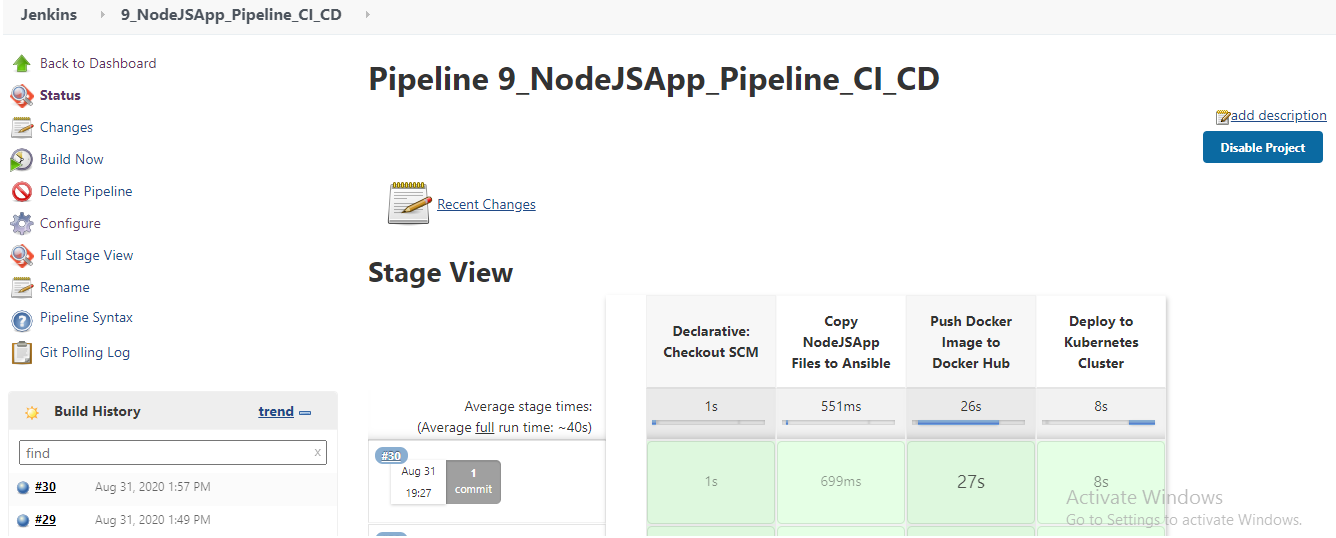 Jenkins 9_NodeJSApp_Pipeline_CI_CD
Back to Dashboard
Status
Changes
Build Now
Delete Pipeline
Configure
Full Stage View
Rename
Pipeline Syntax
Git Polling Log
Build History trend
find x
#30 Aug 31, 2020 1:57 PM
#29 Aug 31, 2020 1:49 PM
Pipeline 9_NodeJSApp_Pipeline_CI_CD
add description
Disable Project
Recent Changes
Stage View
Declarative:
Checkout SCM
Copy
NodeJSApp
Files to Ansible
Push Docker
Image to
Docker Hub
Deploy to
Kubernetes
Cluster
Average stage times:
(Average full run time: ~40s)
1s 551ms 26s 8s
#30
Aug 31
19:27
1
commit
1s 699ms 27s 8s
Activate Windows
Go to Settings to activate Windows.